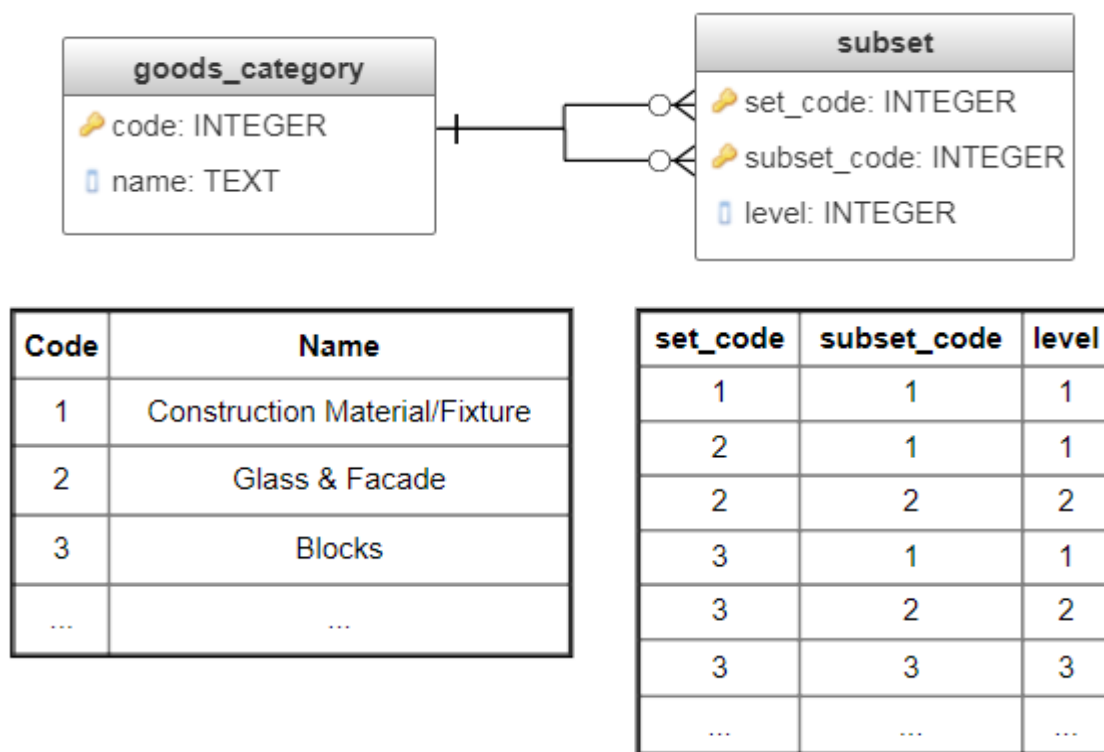 goods_category
code: INTEGER
name: TEXT
subset
set_code: INTEGER
subset_code: INTEGER
level: INTEGER
Code Name
1 Construction Material/Fixture
2 Glass & Facade
3 Blocks
... ...
set_code subset_code level
1 1 1
2 1 1
2 2 2
3 1 1
3 2 2
3 3 3
... ... ...